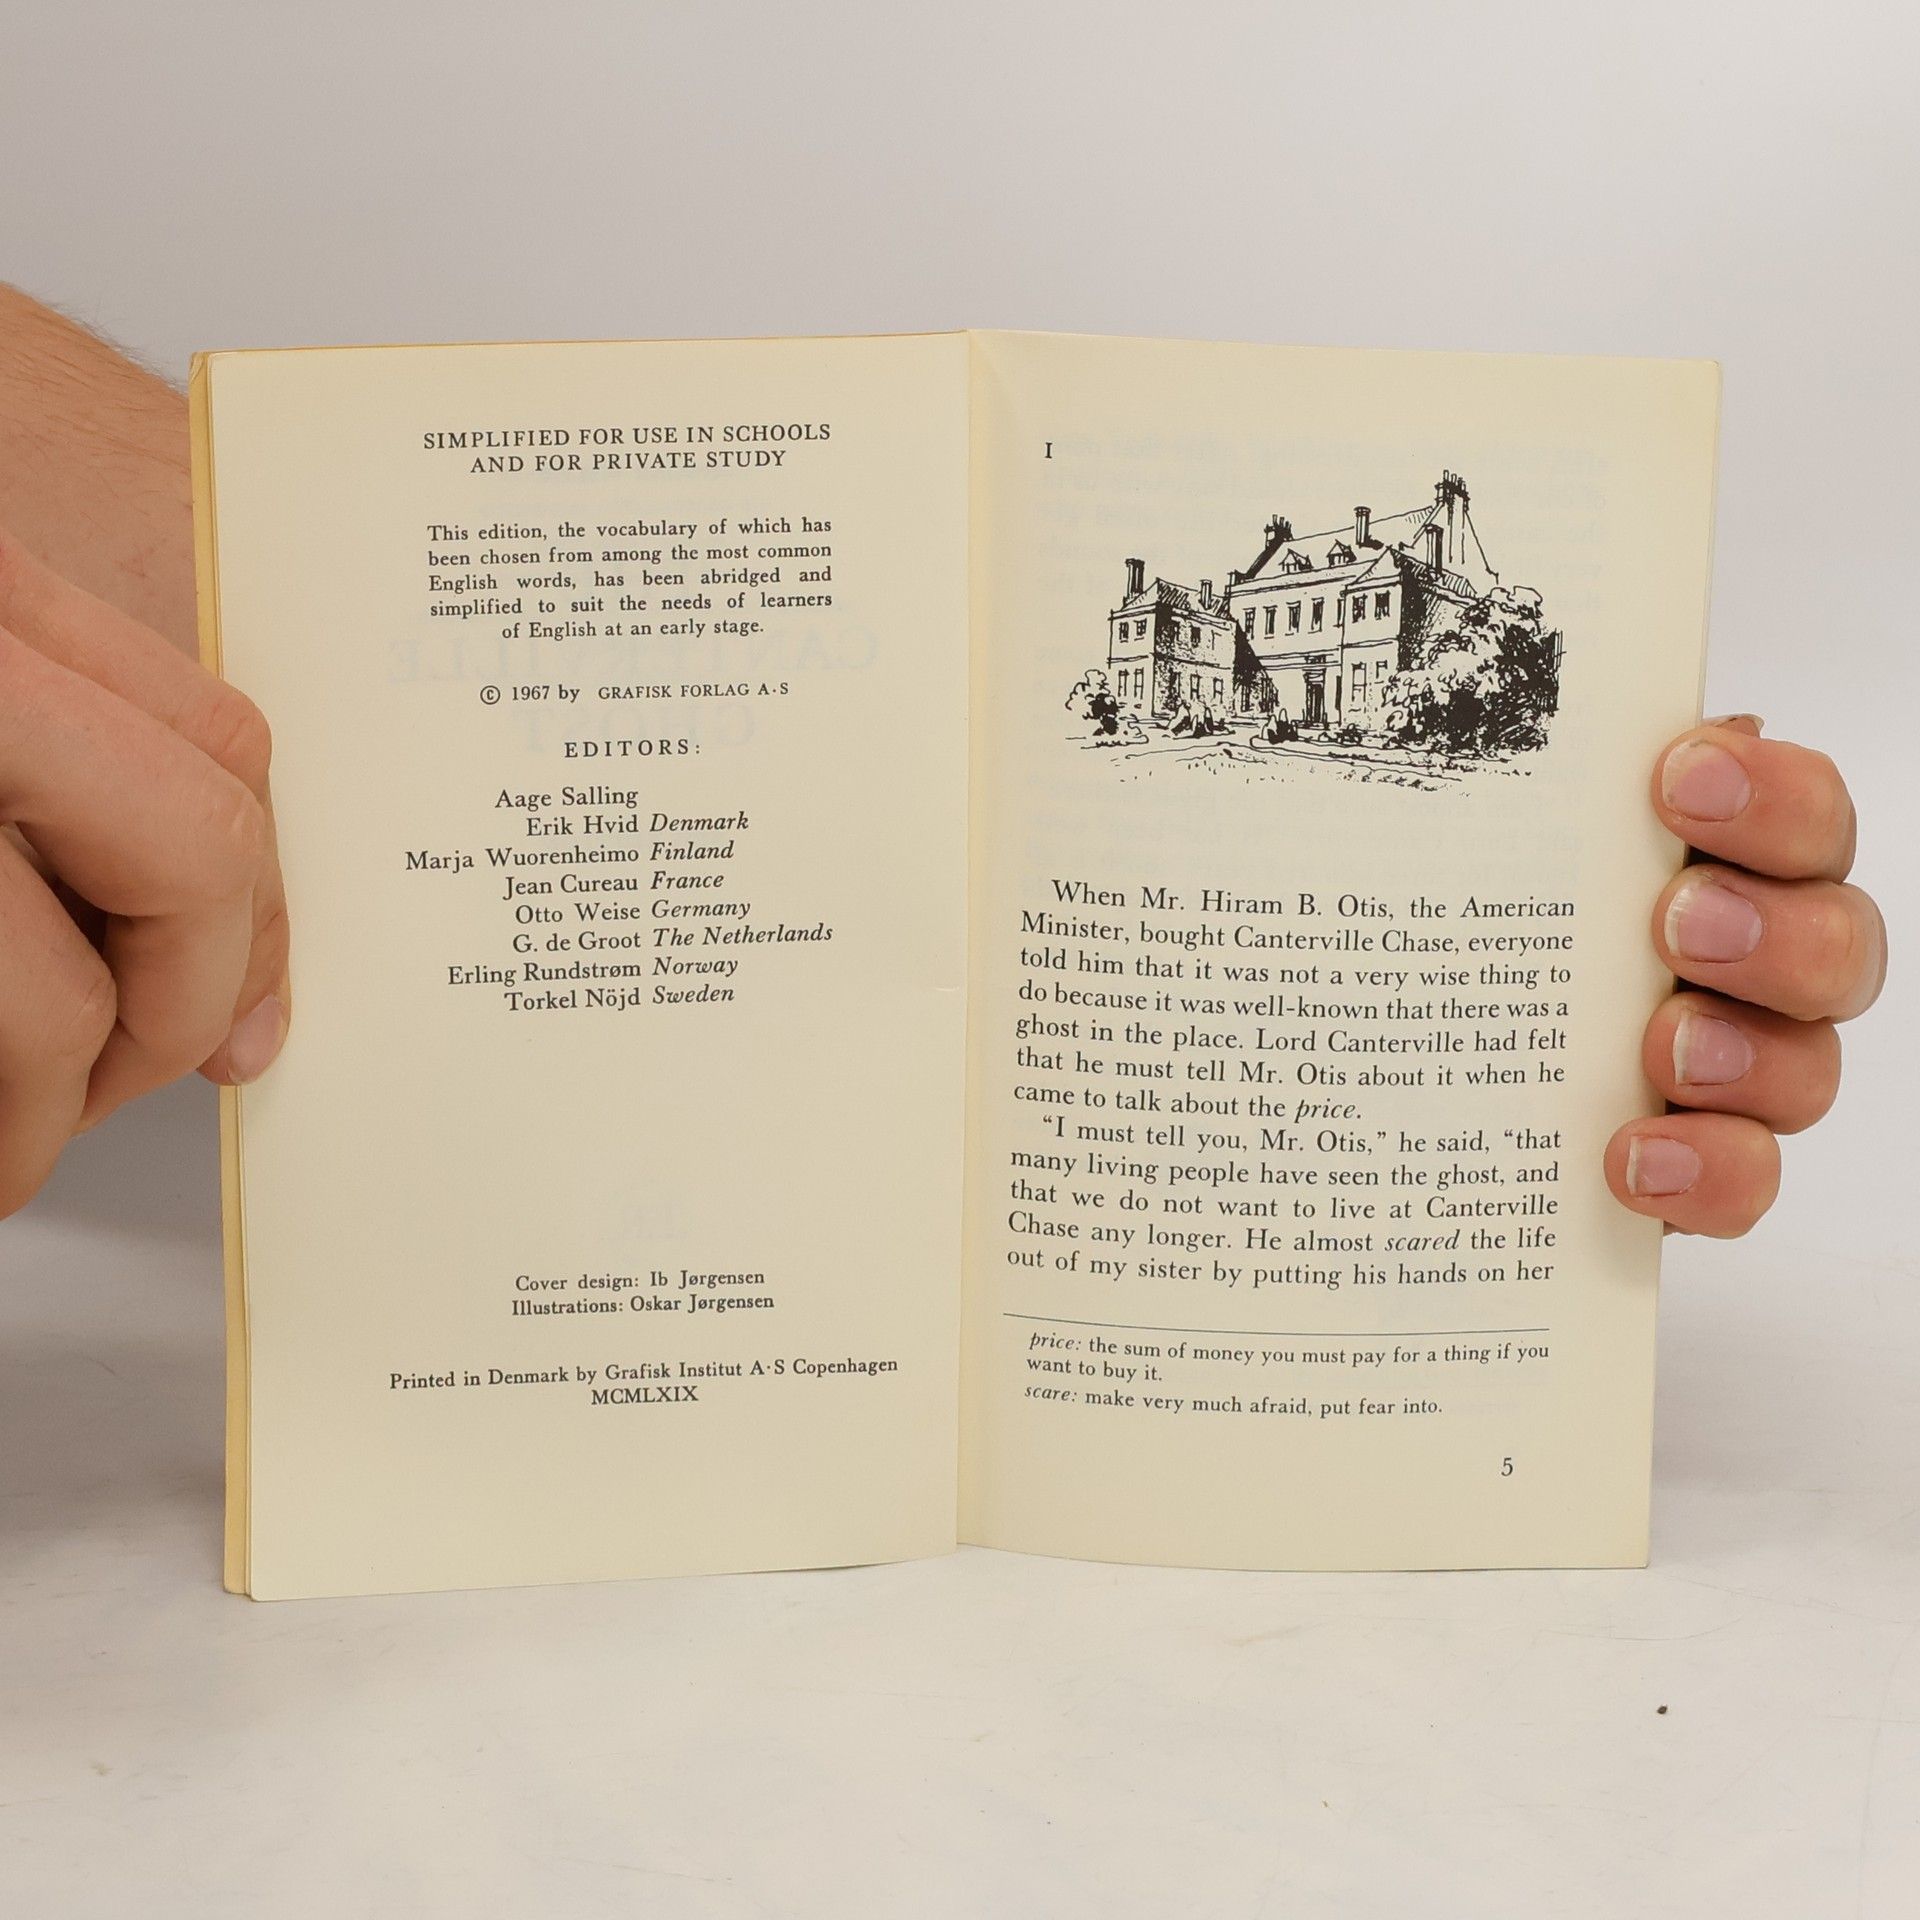 SIMPLIFIED FOR USE IN SCHOOLS
AND FOR PRIVATE STUDY
This edition, the vocabulary of which has
been chosen from among the most common
English words, has been abridged and
simplified to suit the needs of learners
of English at an early stage.
© 1967 by GRAFISK FORLAG A·S
EDITORS:
Aage Salling
Erik Hvid Denmark
Marja Wuorenheimo Finland
Jean Cureau France
Otto Weise Germany
G. de Groot The Netherlands
Erling Rundstrøm Norway
Torkel Nöjd Sweden
Cover design: Ib Jørgensen
Illustrations: Oskar Jørgensen
Printed in Denmark by Grafisk Institut A·S Copenhagen
MCMLXIX
I
When Mr. Hiram B. Otis, the American
Minister, bought Canterville Chase, everyone
told him that it was not a very wise thing to
do because it was well-known that there was a
ghost in the place. Lord Canterville had felt
that he must tell Mr. Otis about it when he
came to talk about the price.
“I must tell you, Mr. Otis,” he said, “that
many living people have seen the ghost, and
that we do not want to live at Canterville
Chase any longer. He almost scared the life
out of my sister by putting his hands on her
price: the sum of money you must pay for a thing if you
want to buy it.
scare: make very much afraid, put fear into.
5